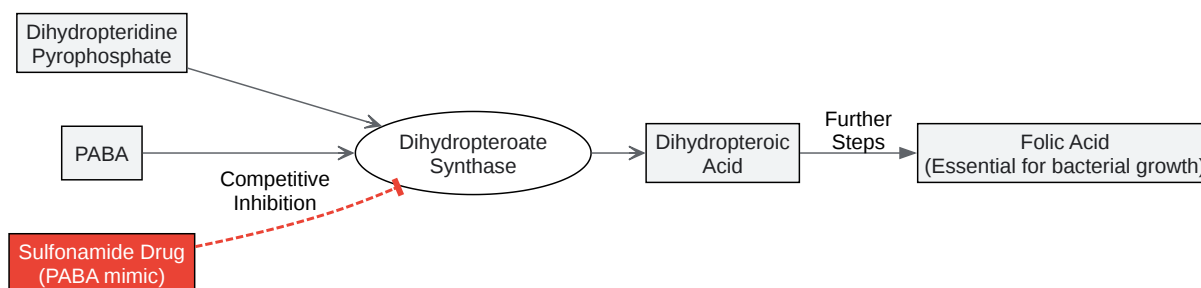 Dihydropteridine
Pyrophosphate
PABA
Sulfonamide Drug
(PABA mimic)
Competitive
Inhibition
Dihydropteroate
Synthase
Dihydropteroic
Acid
Further
Steps
Folic Acid
(Essential for bacterial growth)